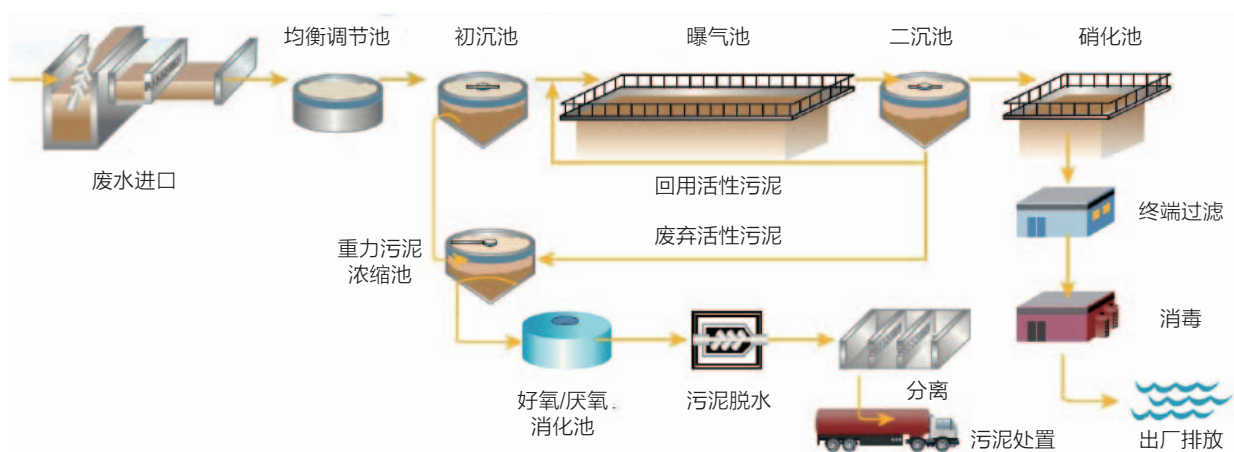 均衡调节池
初沉池
曝气池
二沉池
硝化池
废水进口
回用活性污泥
终端过滤
废弃活性污泥
重力污泥
浓缩池
消毒
好氧/厌氧
消化池
污泥脱水
分离
污泥处置
出厂排放